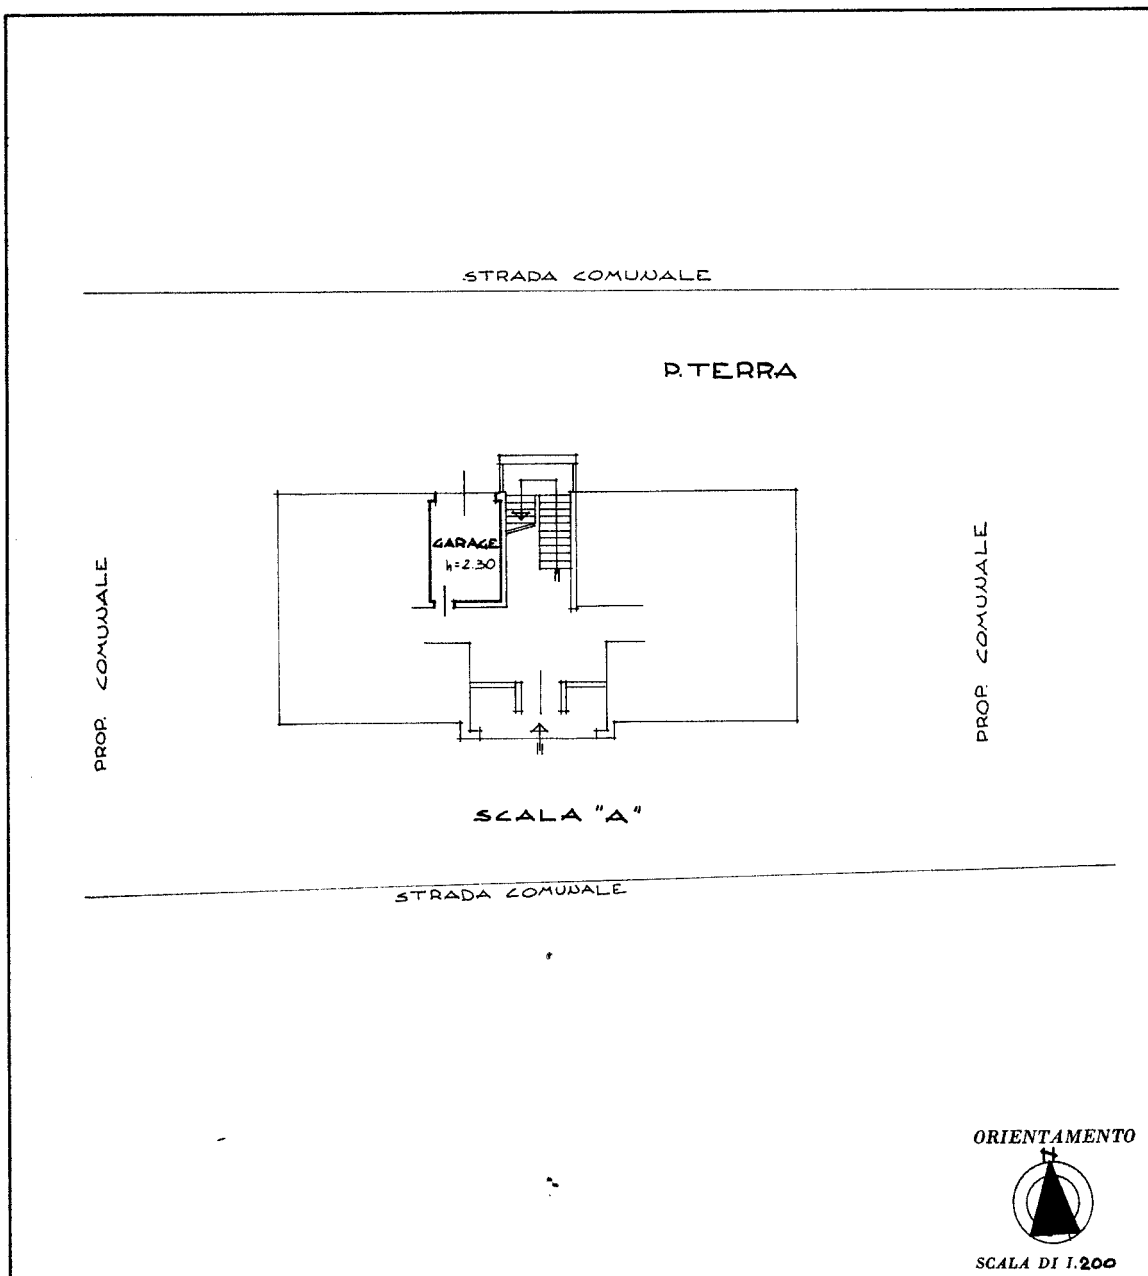 STRADA COMUNALE
P. TERRA
GARAGE
h=2.30
PROP. COMUNALE
PROP. COMUNALE
SCALA "A"
STRADA COMUNALE
ORIENTAMENTO
N
SCALA DI 1.200